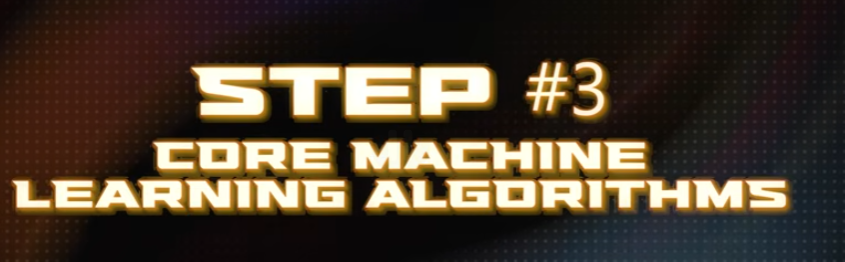 STEP #3
CORE MACHINE
LEARNING ALGORITHMS